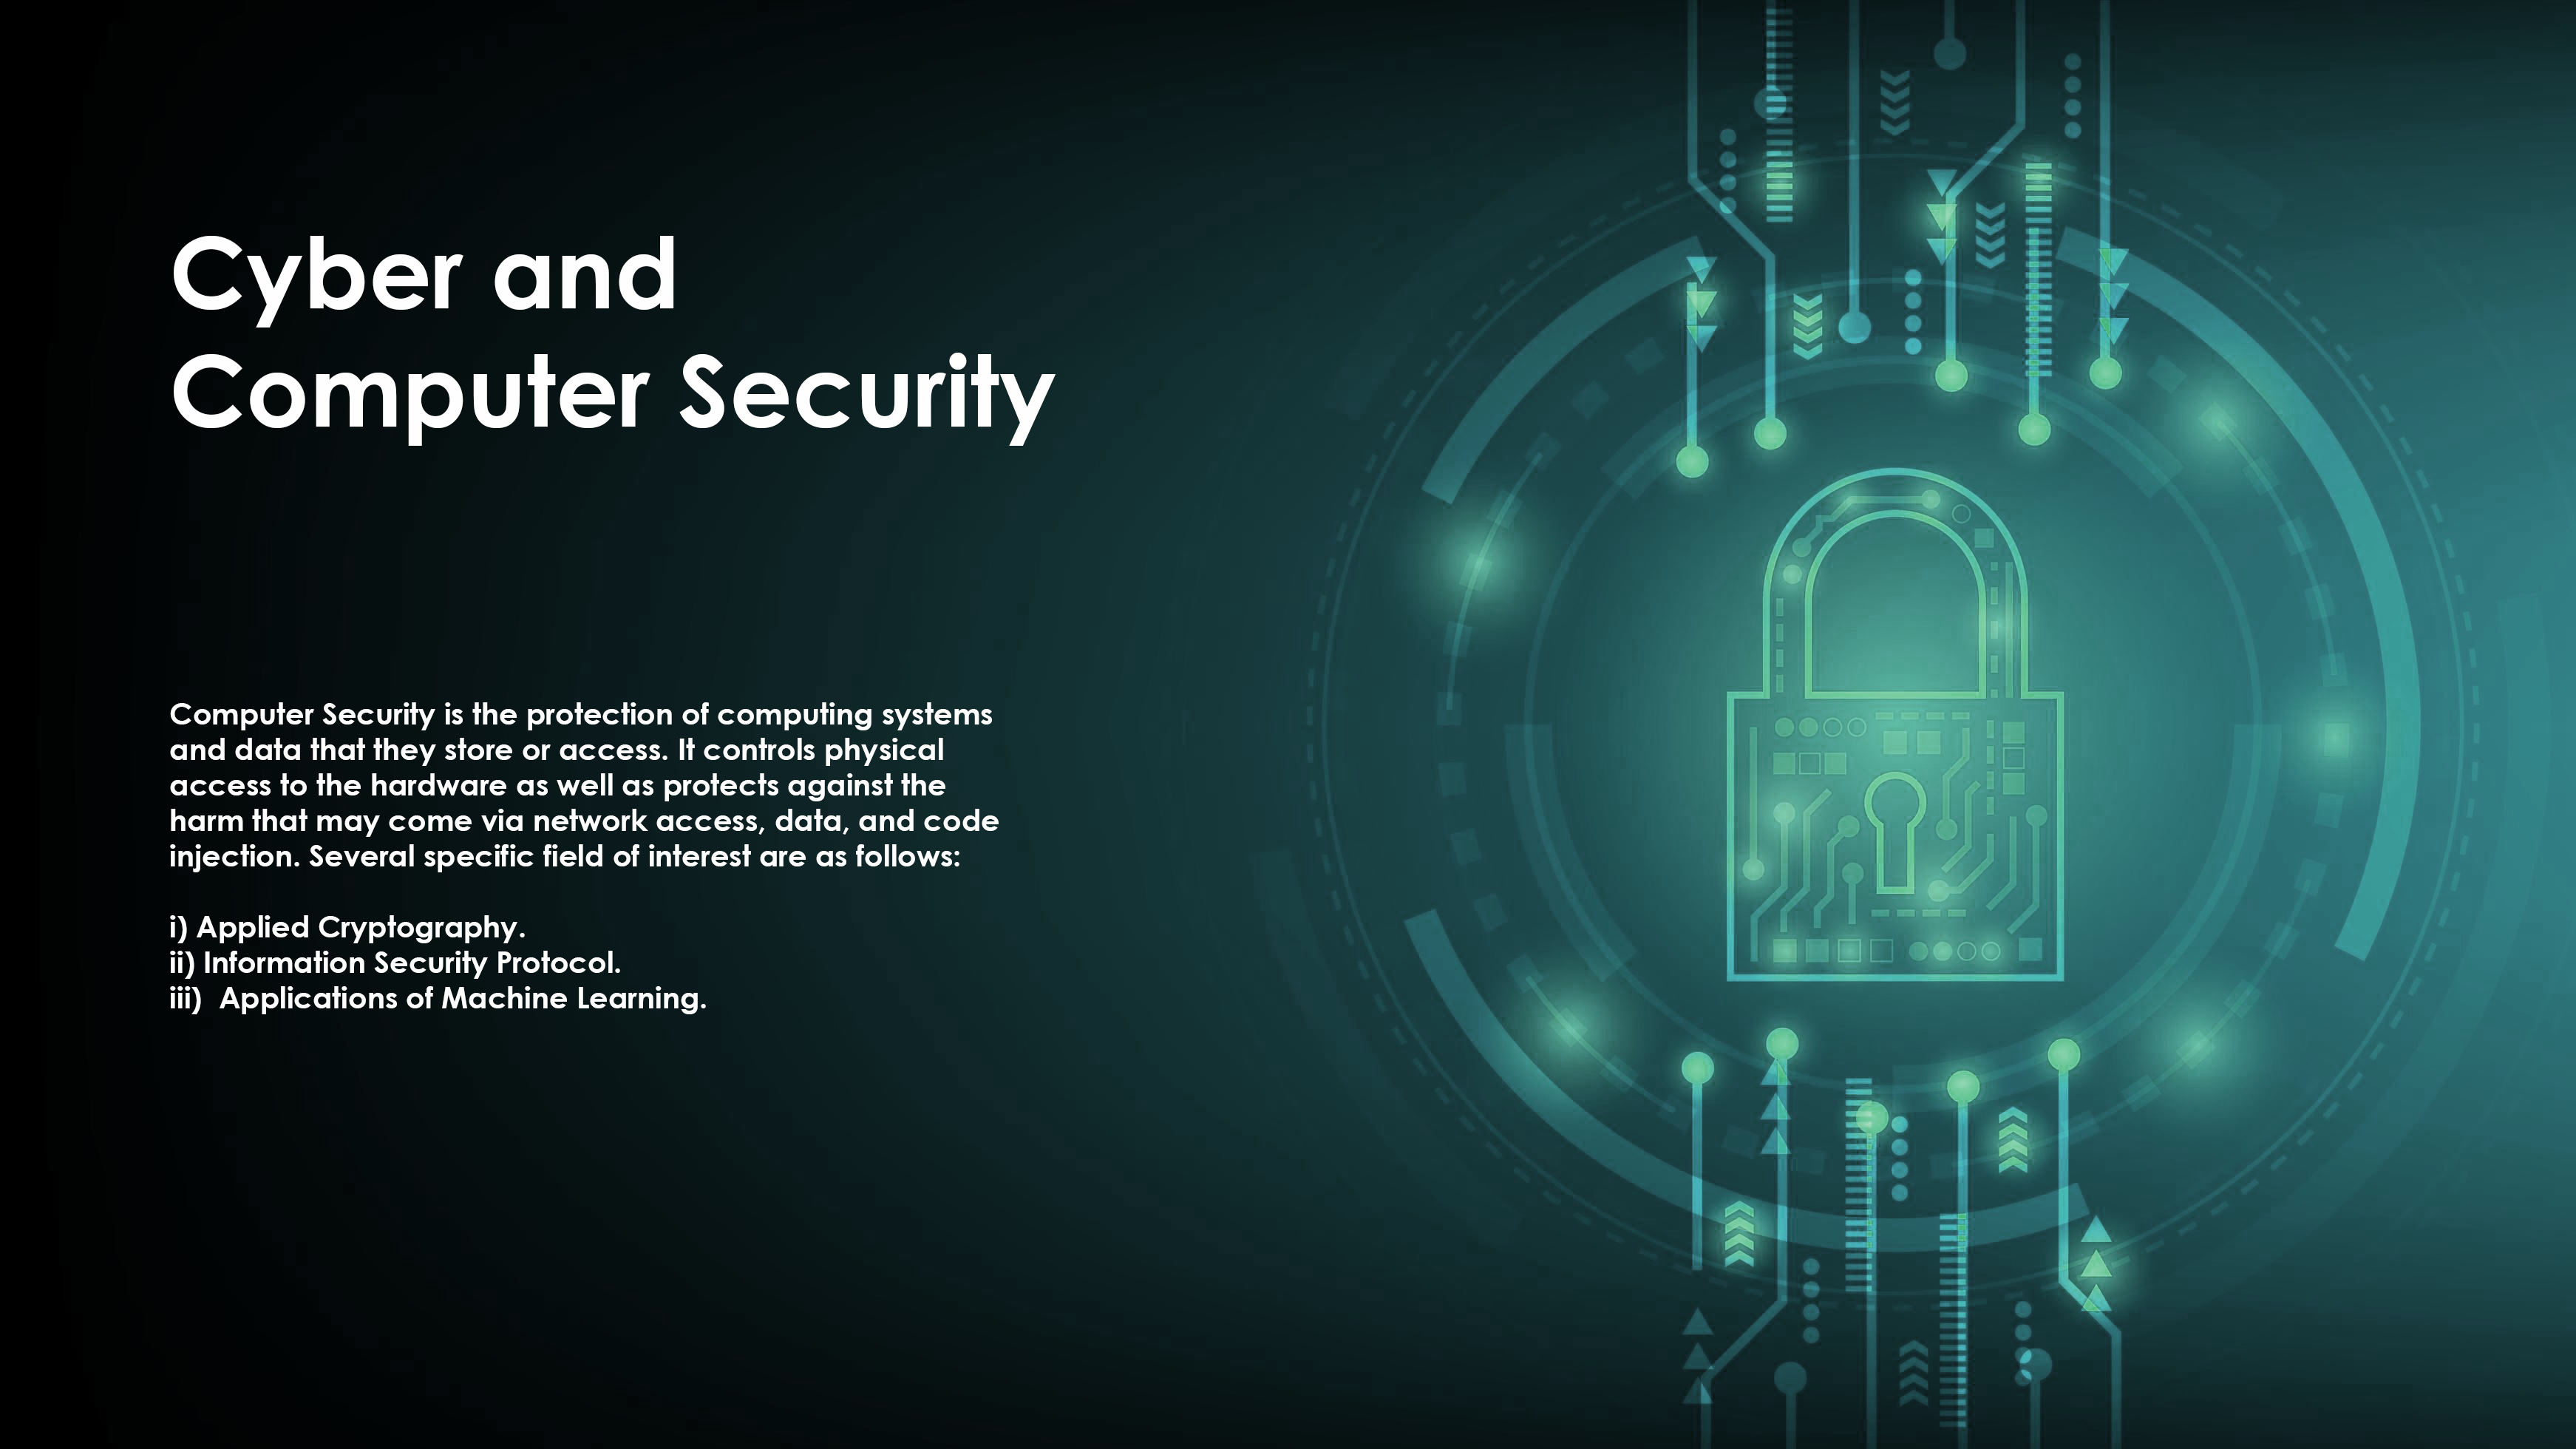 Cyber and
Computer Security
Computer Security is the protection of computing systems
and data that they store or access. It controls physical
access to the hardware as well as protects against the
harm that may come via network access, data, and code
injection. Several specific field of interest are as follows:
i) Applied Cryptography.
ii) Information Security Protocol.
iii)  Applications of Machine Learning.